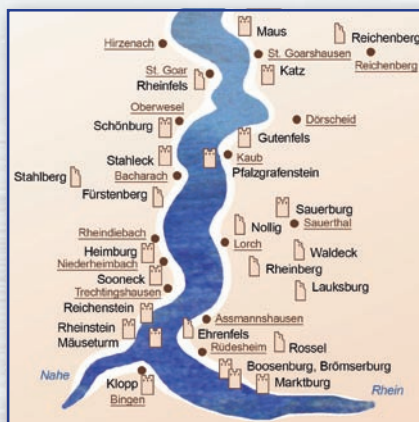 Maus
Reichenberg
Hirzenach
St. Goarshausen
Reichenberg
St. Goar
Katz
Rheinfels
Oberwesel
Dörscheid
Schönburg
Gutenfels
Stahleck
Kaub
Stahlberg
Bacharach
Pfalzgrafenstein
Fürstenberg
Sauerburg
Nollig
Sauerthal
Rheindiebach
Lorch
Heimburg
Waldeck
Niederheimbach
Rheinberg
Sooneck
Lauksburg
Trechtingshausen
Reichenstein
Assmannshausen
Rheinstein
Ehrenfels
Mäuseturm
Rossel
Rüdesheim
Boosenburg, Brömserburg
Nahe
Klopp
Marktburg
Rhein
Bingen